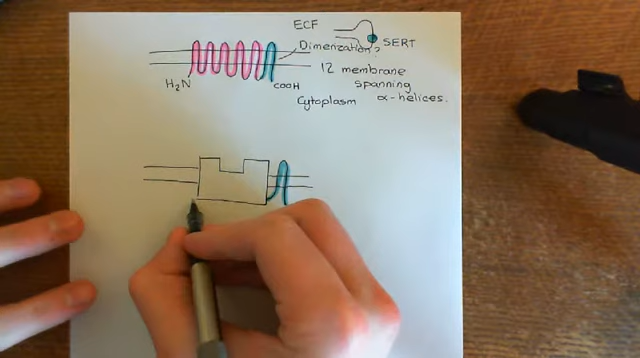 ECF
SERT
Dimerization?
12 membrane
spanning
α-helices.
H₂N
COOH
Cytoplasm